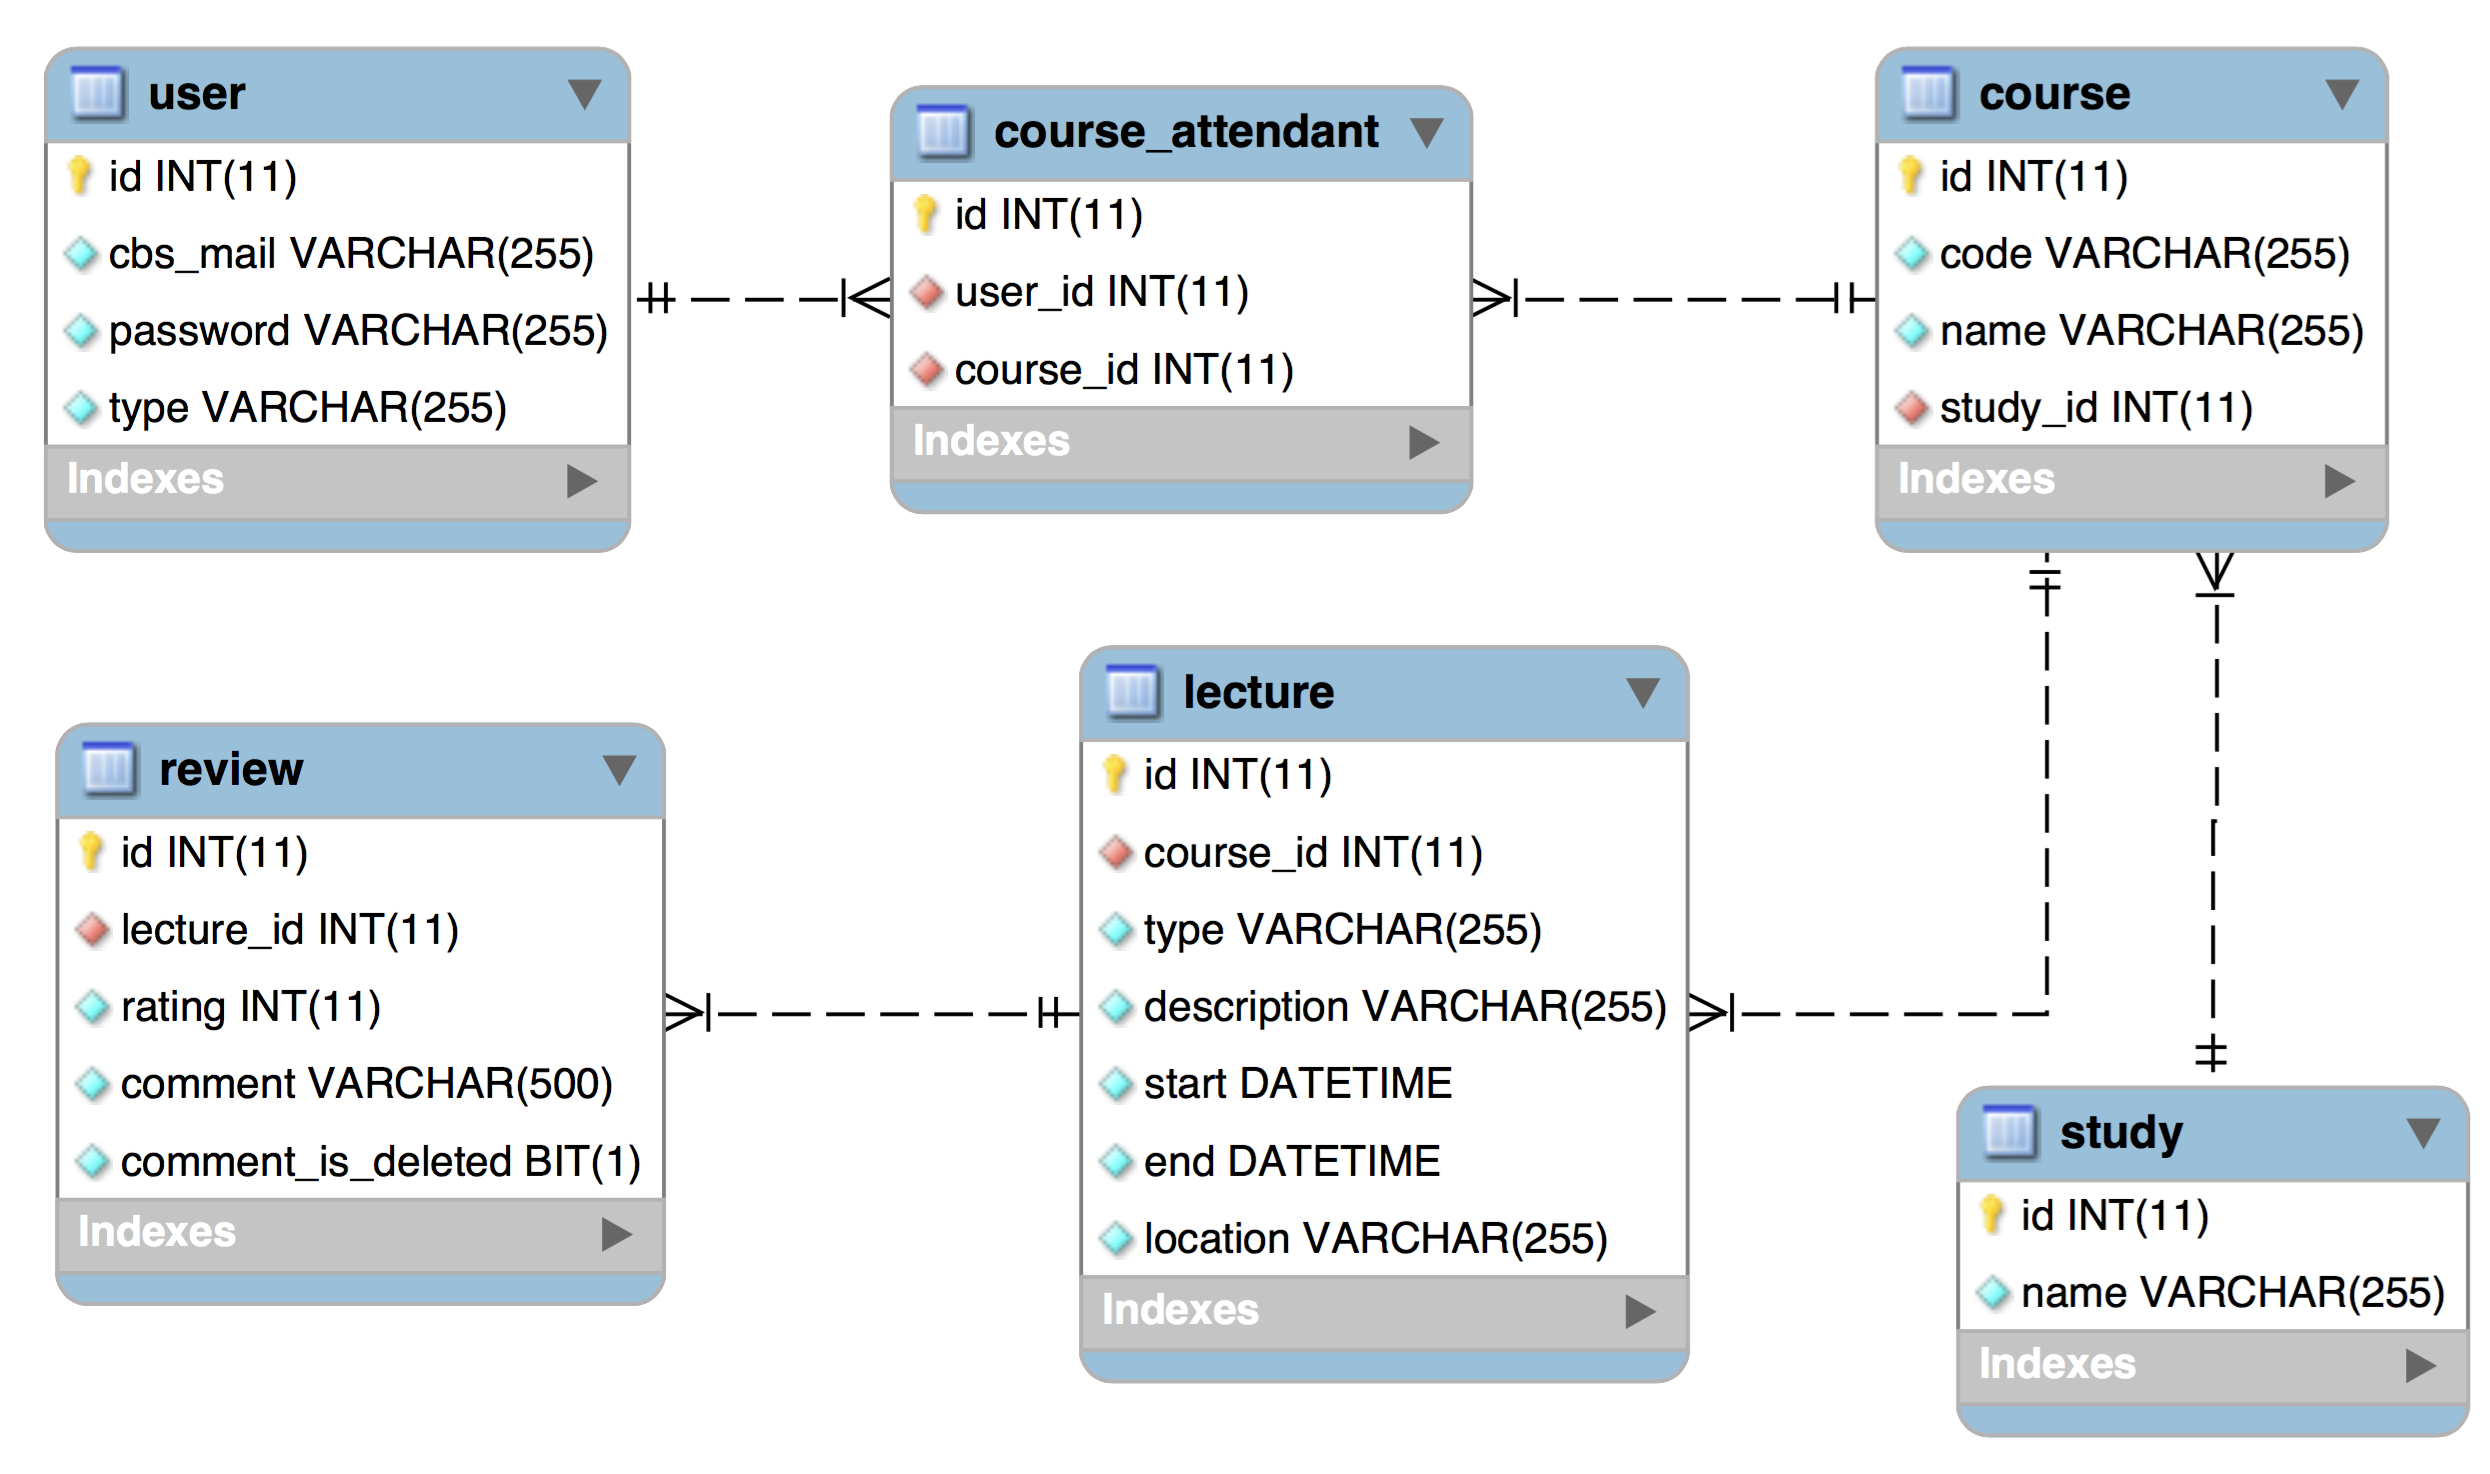 user
id INT(11)
cbs_mail VARCHAR(255)
password VARCHAR(255)
type VARCHAR(255)
Indexes
course_attendant
id INT(11)
user_id INT(11)
course_id INT(11)
Indexes
course
id INT(11)
code VARCHAR(255)
name VARCHAR(255)
study_id INT(11)
Indexes
review
id INT(11)
lecture_id INT(11)
rating INT(11)
comment VARCHAR(500)
comment_is_deleted BIT(1)
Indexes
lecture
id INT(11)
course_id INT(11)
type VARCHAR(255)
description VARCHAR(255)
start DATETIME
end DATETIME
location VARCHAR(255)
Indexes
study
id INT(11)
name VARCHAR(255)
Indexes